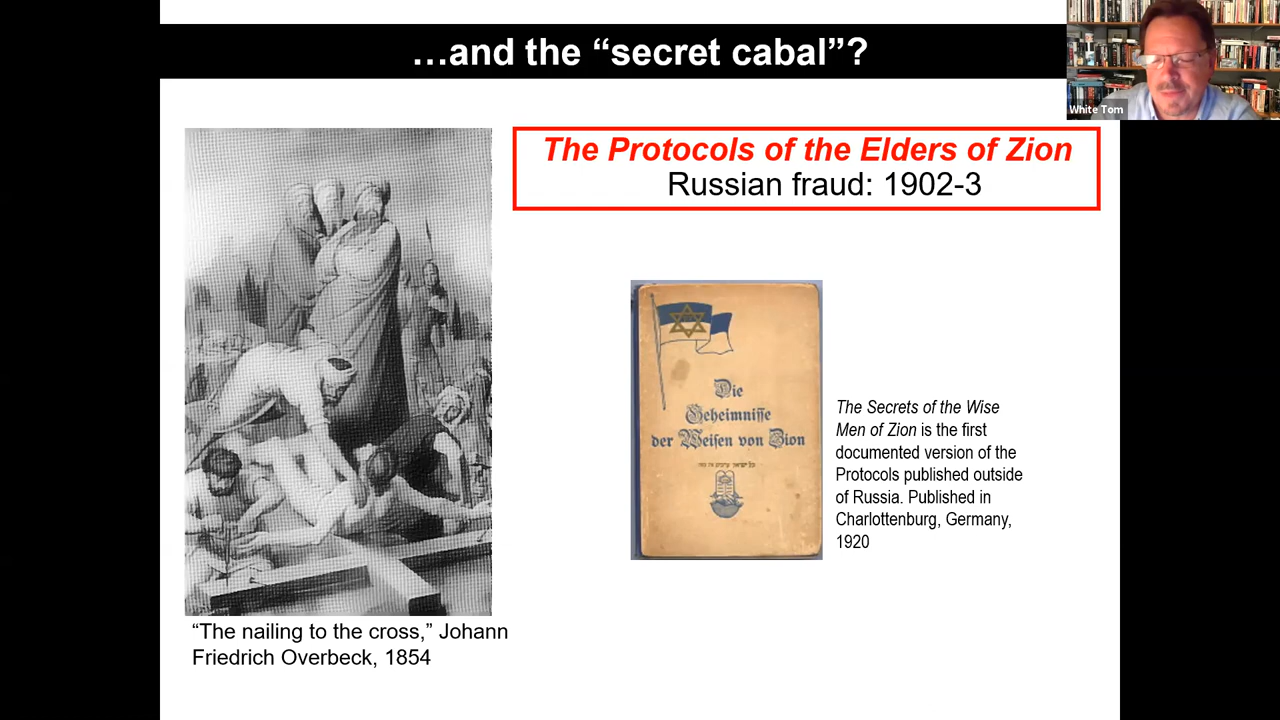 …and the “secret cabal”?
White Tom
The Protocols of the Elders of Zion
Russian fraud: 1902-3
Die
Geheimnisse
der Weisen von Zion
The Secrets of the Wise
Men of Zion is the first
documented version of the
Protocols published outside
of Russia. Published in
Charlottenburg, Germany,
1920
“The nailing to the cross,” Johann
Friedrich Overbeck, 1854